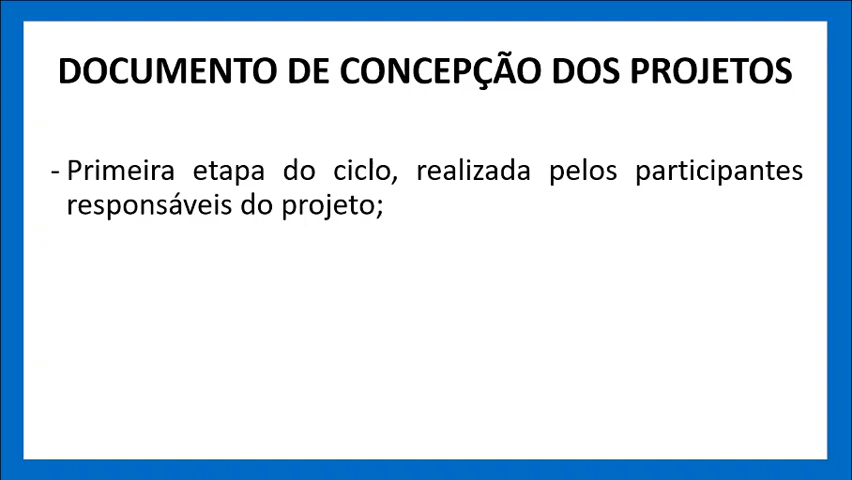 DOCUMENTO DE CONCEPÇÃO DOS PROJETOS
- Primeira etapa do ciclo, realizada pelos participantes
responsáveis do projeto;